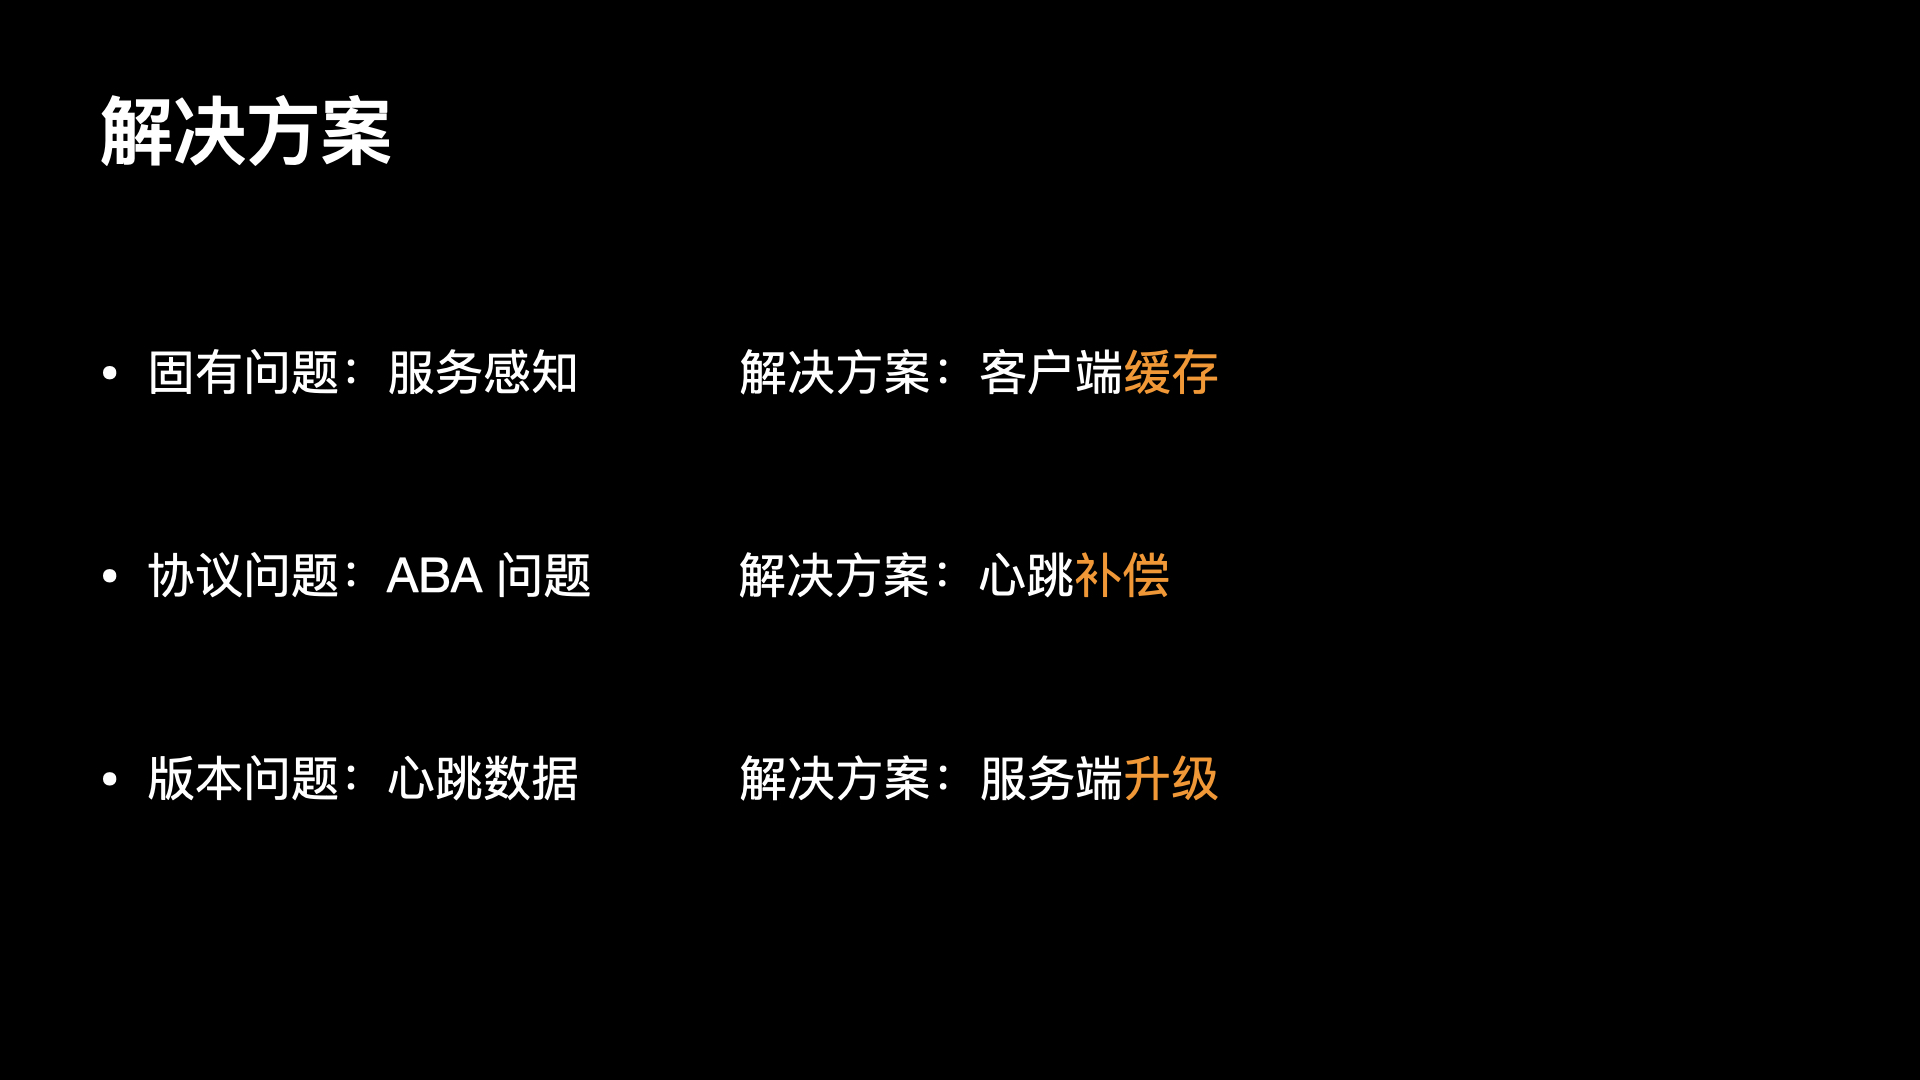 解决方案
• 固有问题：服务感知 解决方案：客户端缓存
• 协议问题：ABA 问题 解决方案：心跳补偿
• 版本问题：心跳数据 解决方案：服务端升级